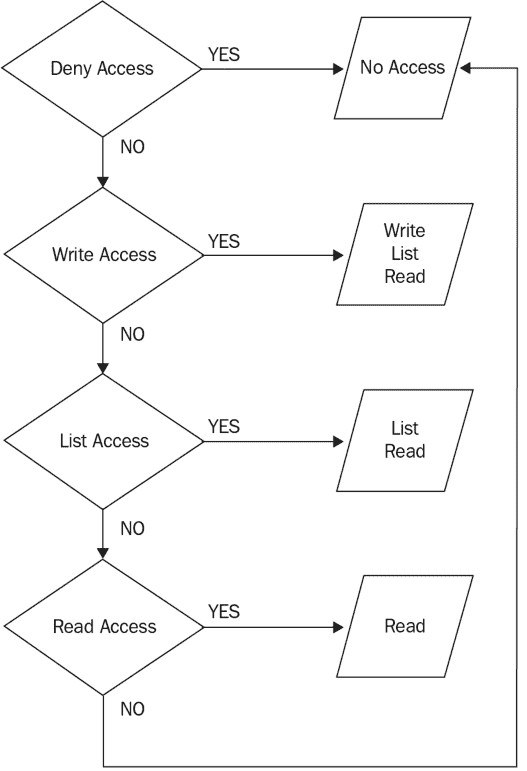 Deny Access
YES
No Access
NO
Write Access
YES
Write
List
Read
NO
List Access
YES
List
Read
NO
Read Access
YES
Read
NO